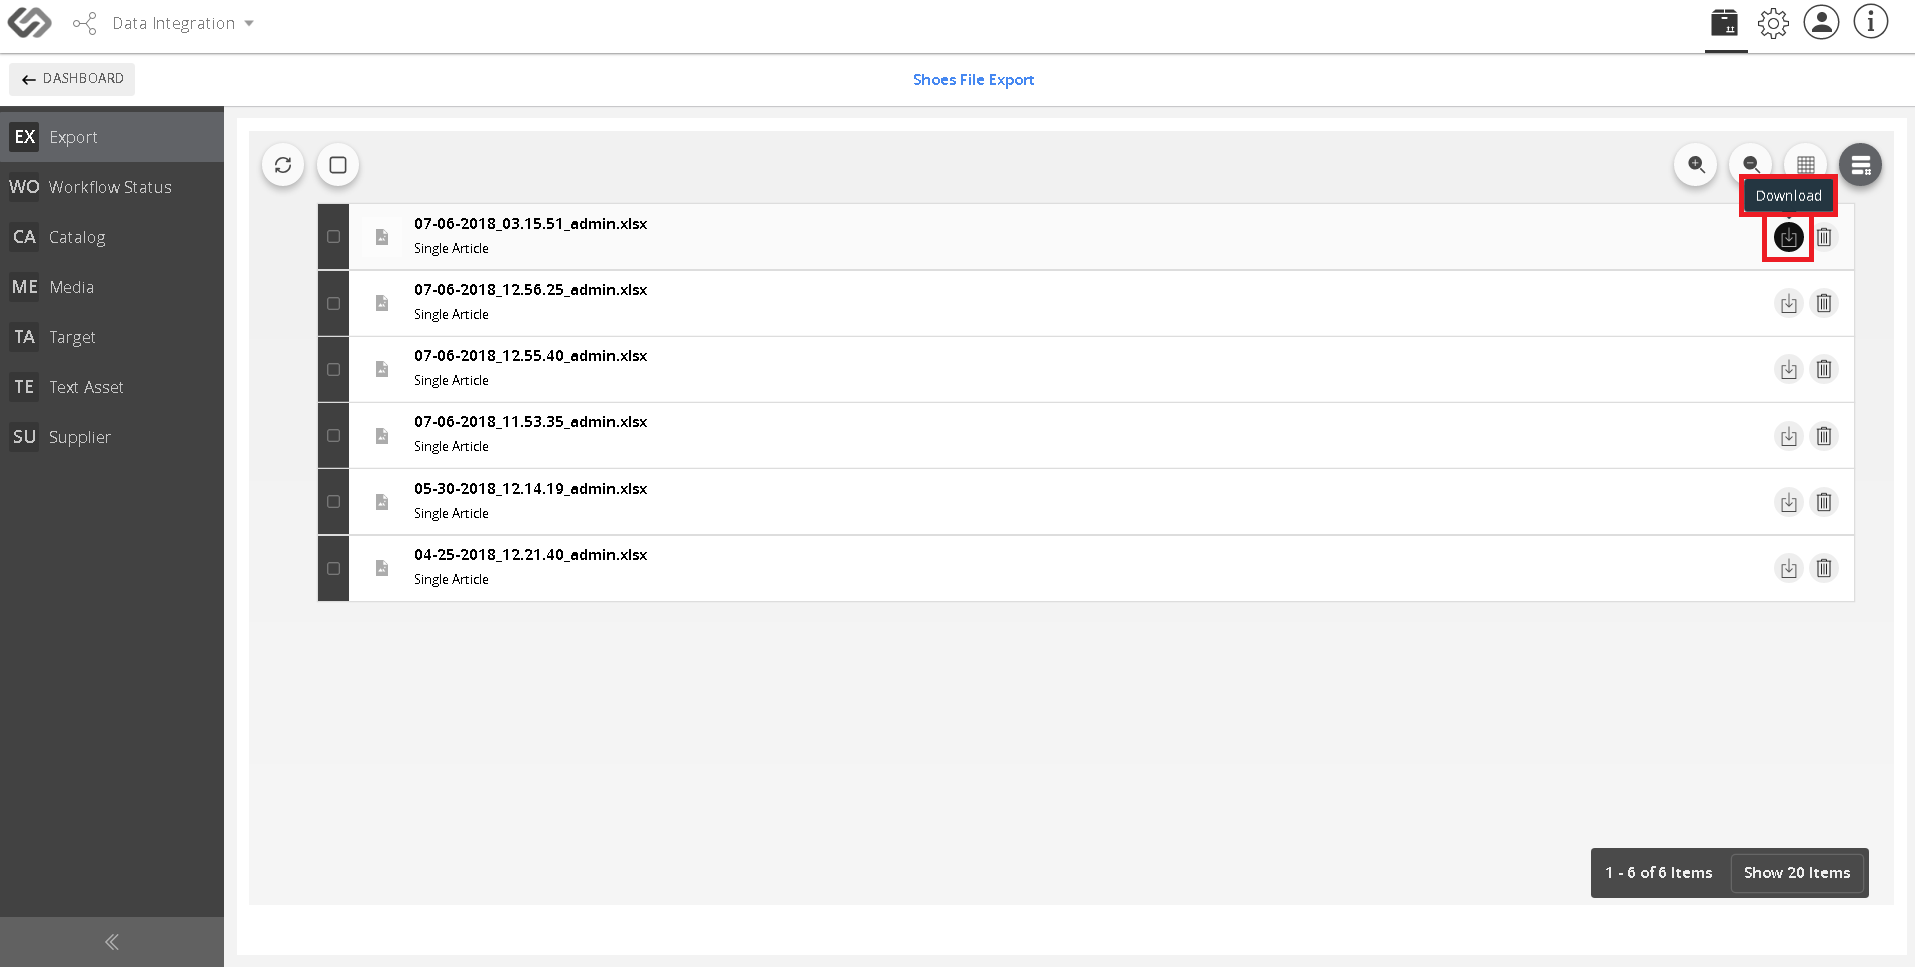 Data Integration
DASHBOARD
Shoes File Export
EX Export
WO Workflow Status
CA Catalog
ME Media
TA Target
TE Text Asset
SU Supplier
Download
07-06-2018_03.15.51_admin.xlsx
Single Article
07-06-2018_12.56.25_admin.xlsx
Single Article
07-06-2018_12.55.40_admin.xlsx
Single Article
07-06-2018_11.53.35_admin.xlsx
Single Article
05-30-2018_12.14.19_admin.xlsx
Single Article
04-25-2018_12.21.40_admin.xlsx
Single Article
1 - 6 of 6 Items Show 20 Items